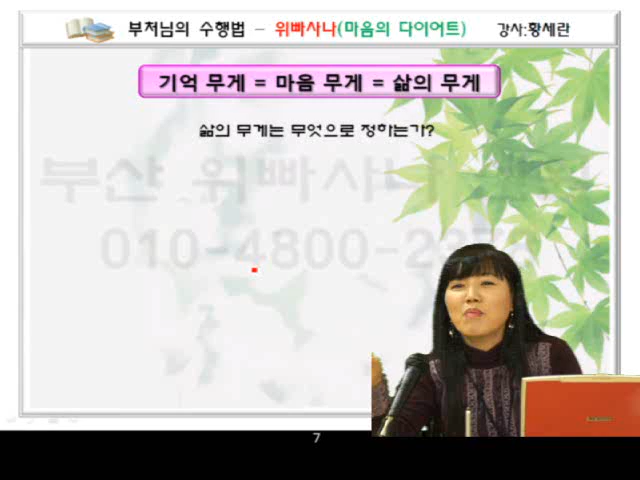 부처님의 수행법 – 위빠사나(마음의 다이어트) 강사:황세란
기억 무게 = 마음 무게 = 삶의 무게
삶의 무게는 무엇으로 정하는가?
부산 위빠사나
010-4800-2
7